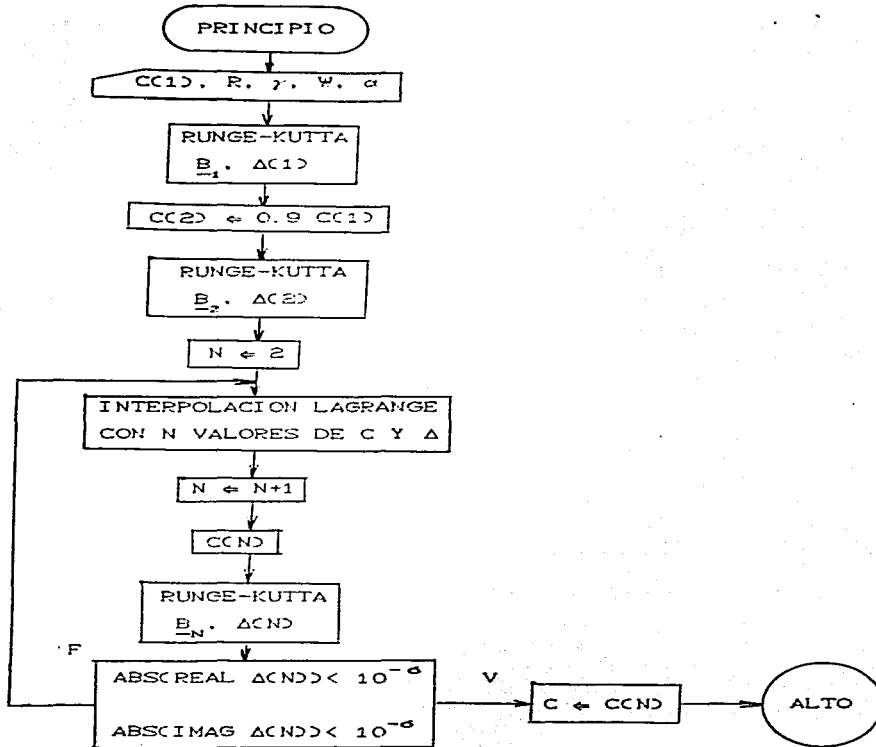 PRINCIPIO
C(1), R, γ, Ψ, α
RUNGE-KUTTA
B₁, Δ(1)
C(2) ⇐ 0.9 C(1)
RUNGE-KUTTA
B₂, Δ(2)
N ⇐ 2
INTERPOLACION LAGRANGE
CON N VALORES DE C Y Δ
N ⇐ N+1
C(N)
RUNGE-KUTTA
B_N, Δ(N)
F
ABS(REAL Δ(N))< 10⁻⁶
ABS(IMAG Δ(N))< 10⁻⁶
V
C ⇐ C(N)
ALTO